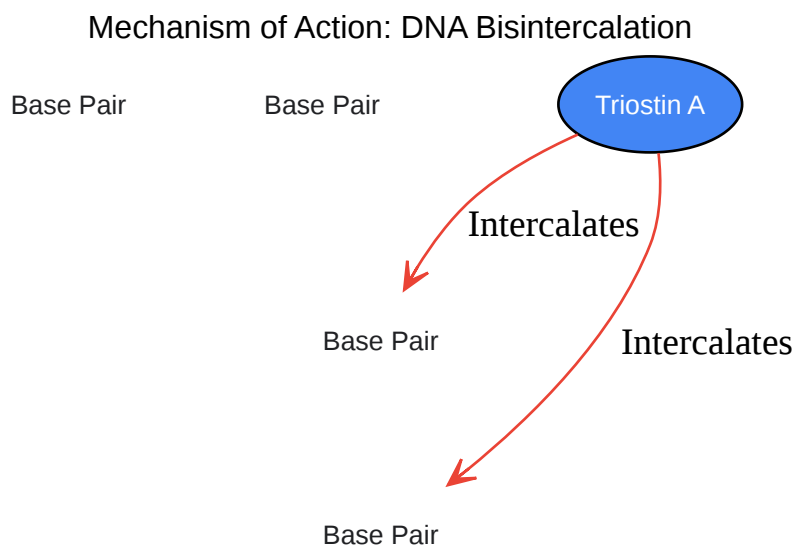 Mechanism of Action: DNA Bisintercalation
Base Pair
Base Pair
Triostin A
Intercalates
Base Pair
Intercalates
Base Pair